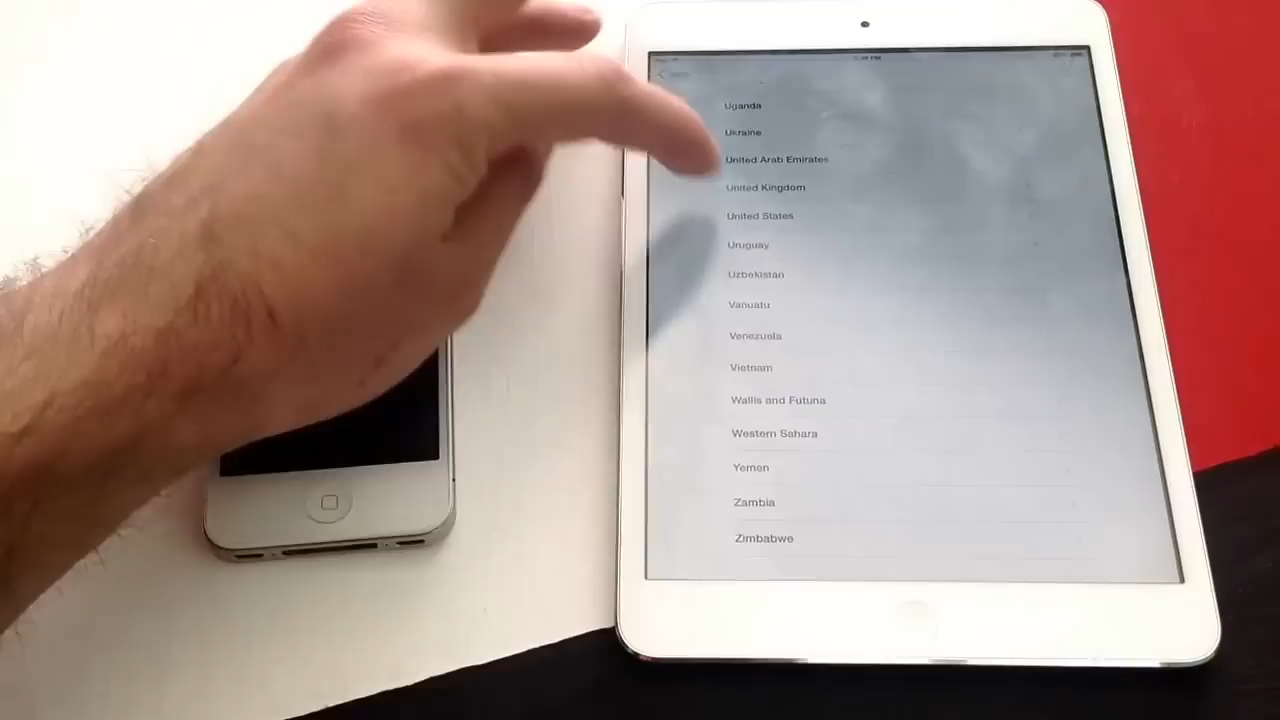 Uganda
Ukraine
United Arab Emirates
United Kingdom
United States
Uruguay
Uzbekistan
Vanuatu
Venezuela
Vietnam
Wallis and Futuna
Western Sahara
Yemen
Zambia
Zimbabwe